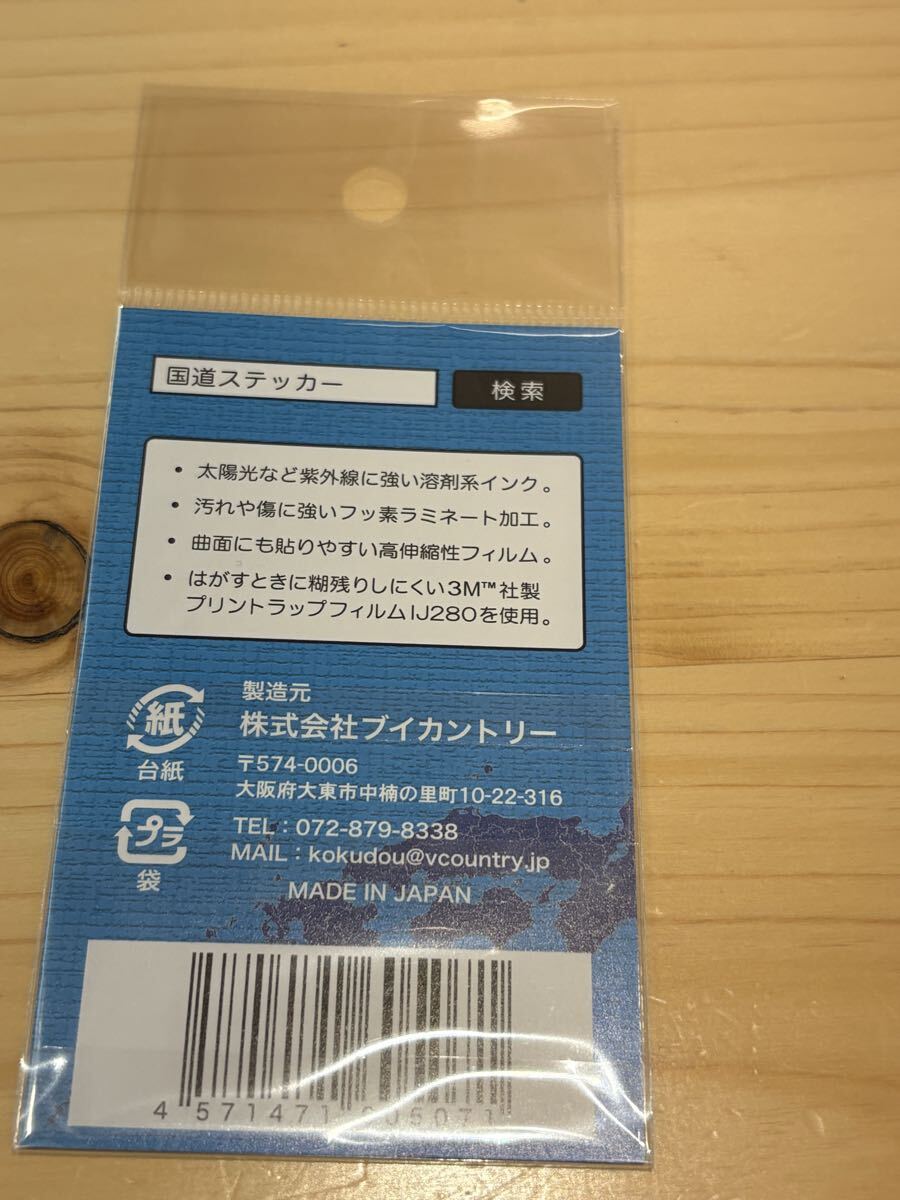 国道ステッカー 検索
・太陽光など紫外線に強い溶剤系インク。
・汚れや傷に強いフッ素ラミネート加工。
・曲面にも貼りやすい高伸縮性フィルム。
・はがすときに糊残りしにくい3M™社製
プリントラップフィルムIJ280を使用。
紙
台紙
プラ
袋
製造元
株式会社ブイカントリー
〒574-0006
大阪府大東市中楠の里町10-22-316
TEL：072-879-8338
MAIL：kokudou@vcountry.jp
MADE IN JAPAN
4 571471 005071